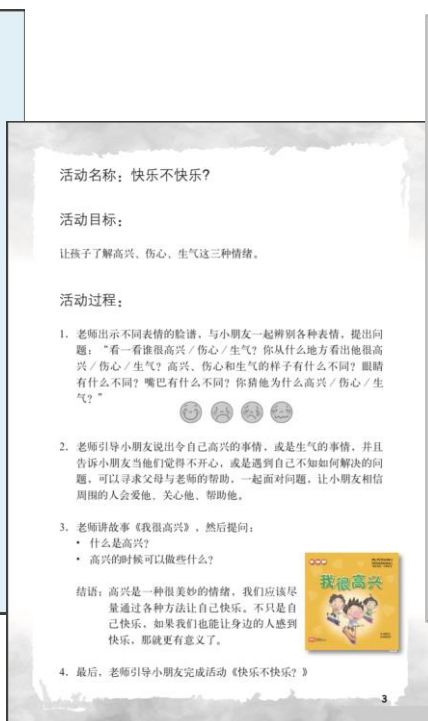 活动名称：快乐不快乐?
活动目标：
让孩子了解高兴、伤心、生气这三种情绪。
活动过程：
1. 老师出示不同表情的脸谱，与小朋友一起辨别各种表情，提出问
题：“看一看谁很高兴／伤心／生气？你从什么地方看出他很高
兴／伤心／生气？高兴、伤心和生气的样子有什么不同？眼睛
有什么不同？嘴巴有什么不同？你猜他为什么高兴／伤心／生
气？”
2. 老师引导小朋友说出令自己高兴的事情，或是生气的事情，并且
告诉小朋友当他们觉得不开心，或是遇到自己不知如何解决的问
题，可以寻求父母与老师的帮助，一起面对问题，让小朋友相信
周围的人会爱他、关心他、帮助他。
3. 老师讲故事《我很高兴》，然后提问：
• 什么是高兴？
• 高兴的时候可以做些什么？
结语：高兴是一种很美妙的情绪，我们应该尽
量通过各种方法让自己快乐。不只是自
己快乐，如果我们也能让身边的人感到
快乐，那就更有意义了。
我很高兴
4. 最后，老师引导小朋友完成活动《快乐不快乐？》
3